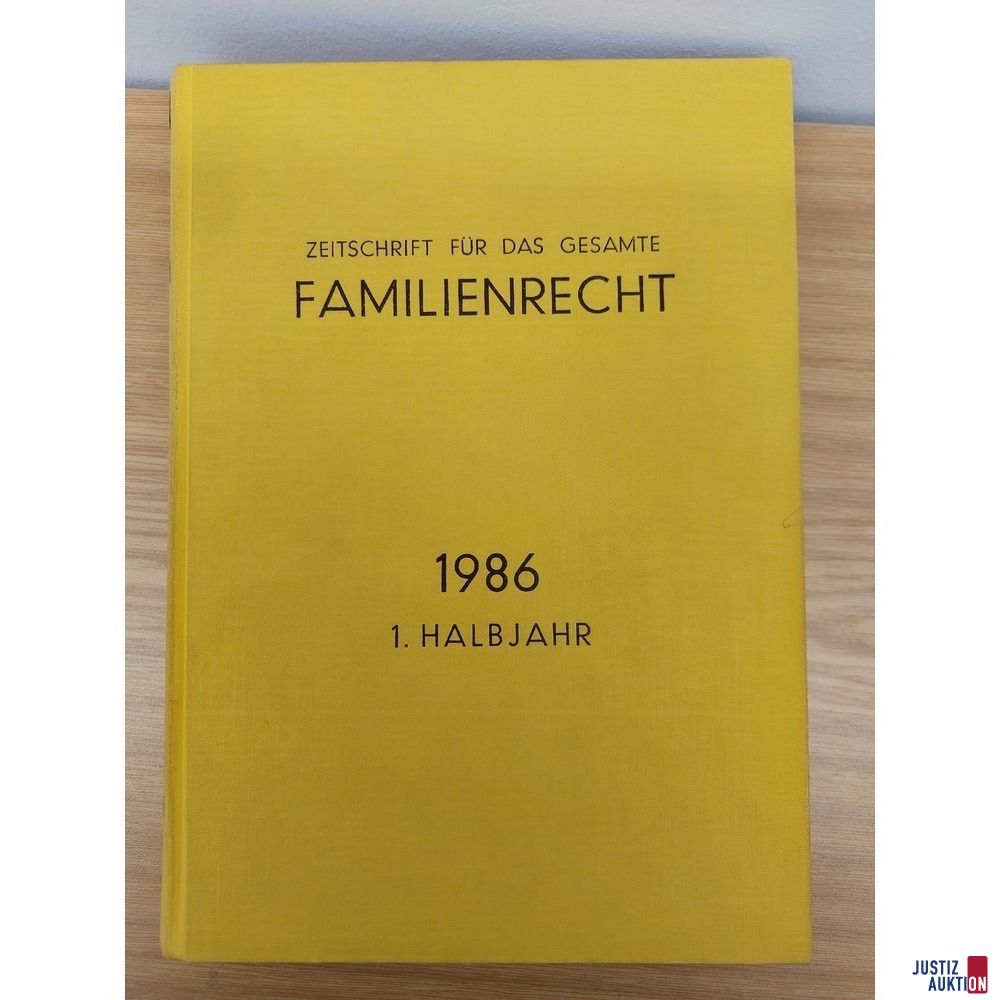 ZEITSCHRIFT FÜR DAS GESAMTE
FAMILIENRECHT
1986
1. HALBJAHR
JUSTIZ
AUKTION